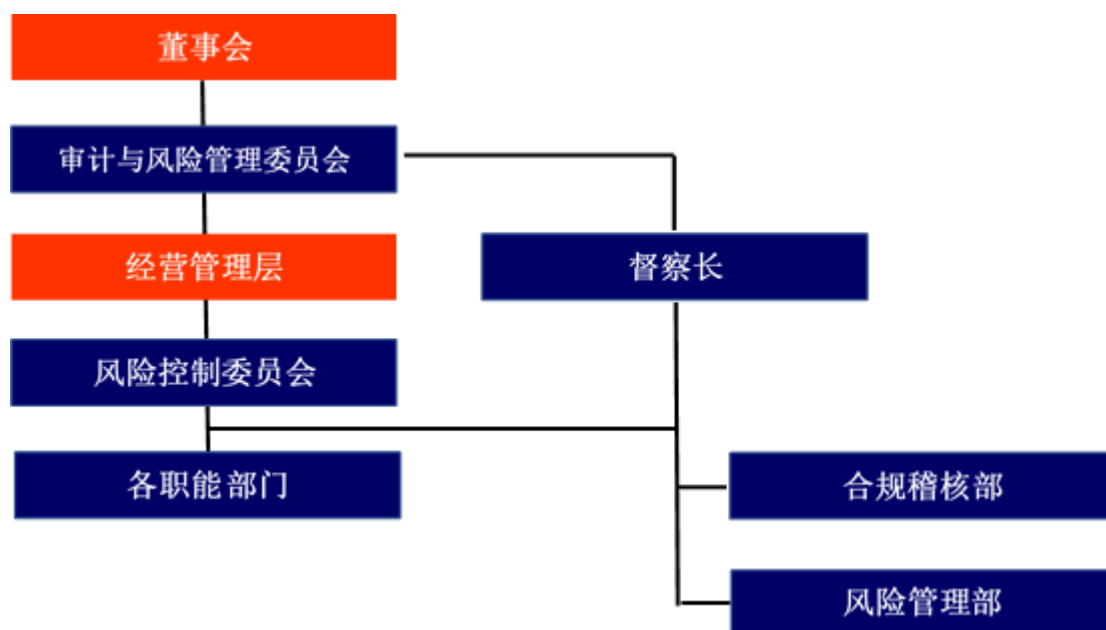 董事会
审计与风险管理委员会
经营管理层
督察长
风险控制委员会
各职能部门
合规稽核部
风险管理部